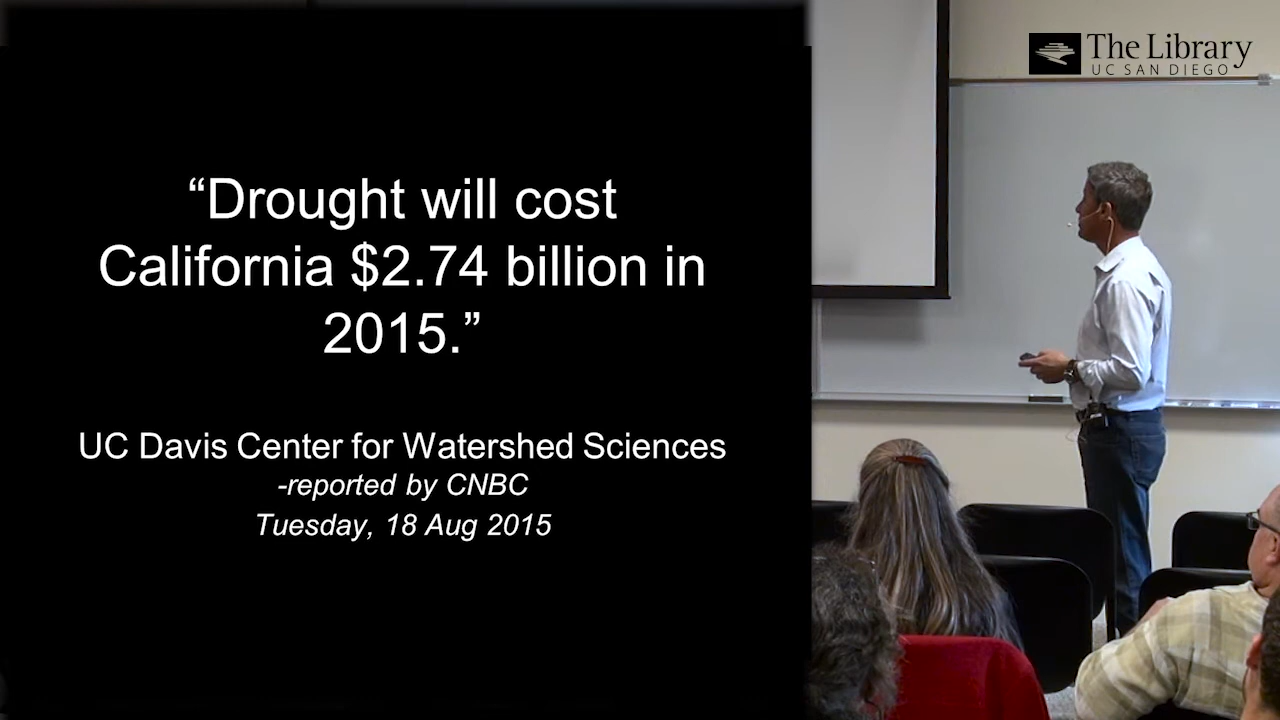 “Drought will cost
California $2.74 billion in
2015.”
UC Davis Center for Watershed Sciences
-reported by CNBC
Tuesday, 18 Aug 2015
The Library
UC SAN DIEGO